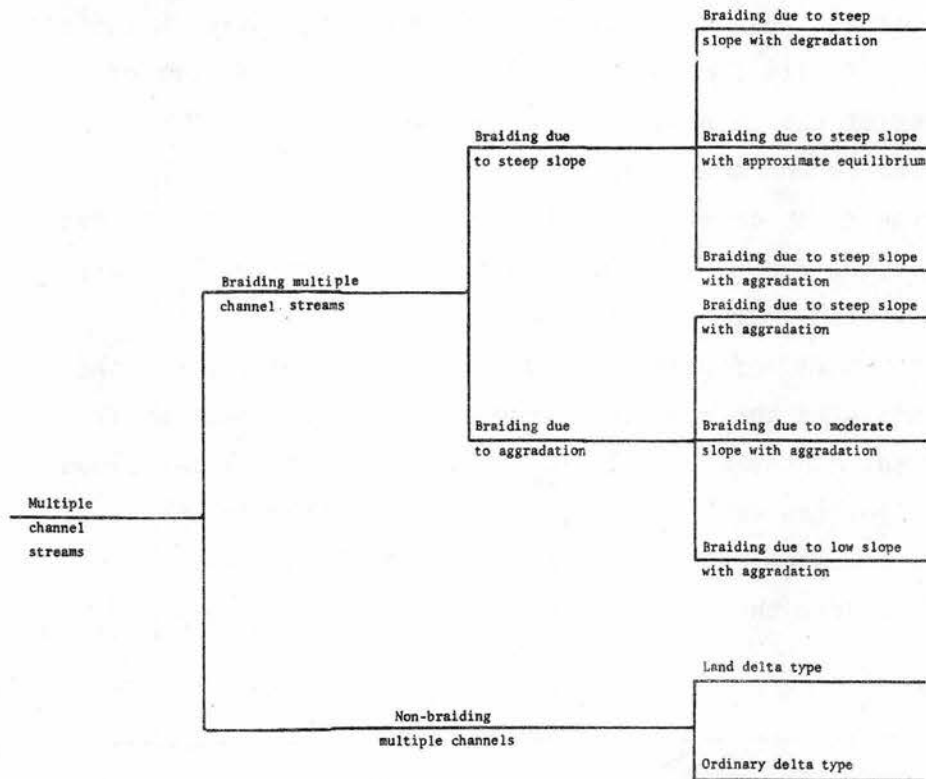 Braiding due to steep
slope with degradation
Braiding due
to steep slope
Braiding due to steep slope
with approximate equilibrium
Braiding due to steep slope
with aggradation
Braiding multiple
channel streams
Braiding due to steep slope
with aggradation
Braiding due
to aggradation
Braiding due to moderate
slope with aggradation
Multiple
channel
streams
Braiding due to low slope
with aggradation
Land delta type
Non-braiding
multiple channels
Ordinary delta type